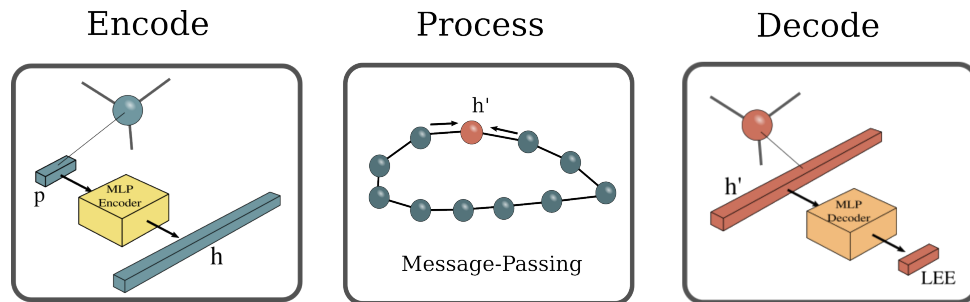 Encode
Process
Decode
p
MLP
Encoder
h
h'
Message-Passing
h'
MLP
Decoder
LEE